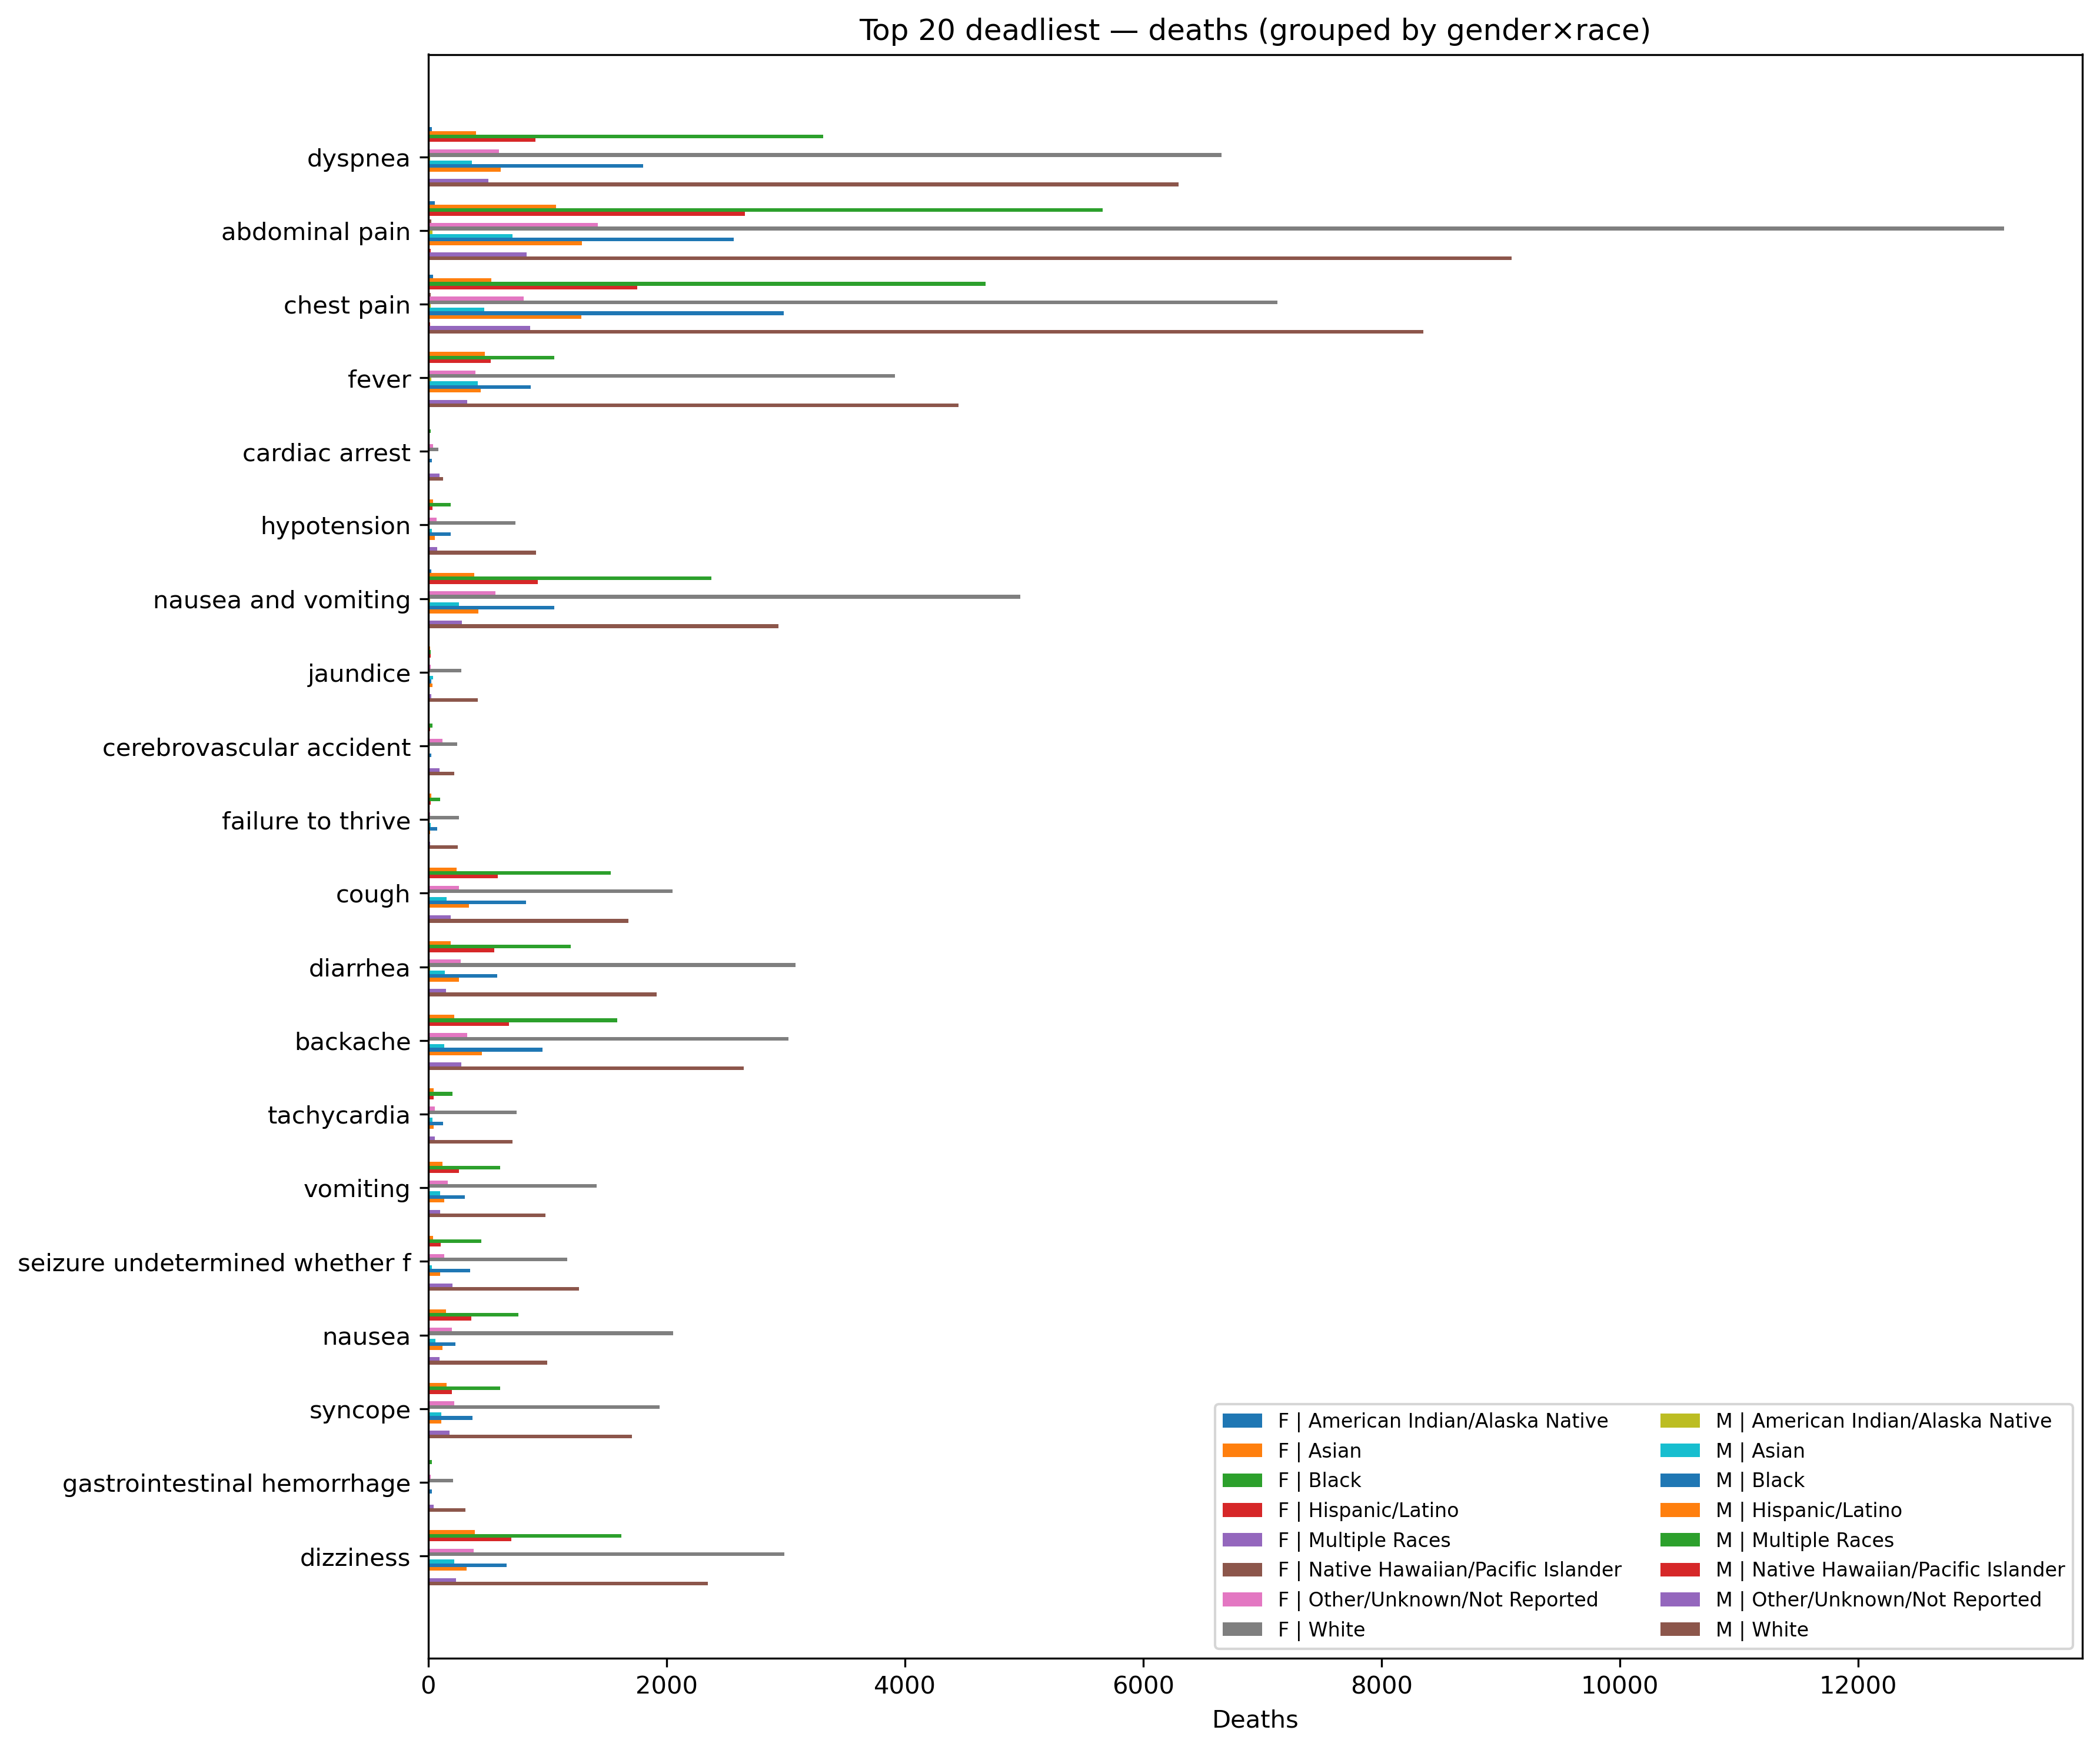 Top 20 deadliest — deaths (grouped by gender×race)
dyspnea
abdominal pain
chest pain
fever
cardiac arrest
hypotension
nausea and vomiting
jaundice
cerebrovascular accident
failure to thrive
cough
diarrhea
backache
tachycardia
vomiting
seizure undetermined whether f
nausea
syncope
gastrointestinal hemorrhage
dizziness
F | American Indian/Alaska Native
F | Asian
F | Black
F | Hispanic/Latino
F | Multiple Races
F | Native Hawaiian/Pacific Islander
F | Other/Unknown/Not Reported
F | White
M | American Indian/Alaska Native
M | Asian
M | Black
M | Hispanic/Latino
M | Multiple Races
M | Native Hawaiian/Pacific Islander
M | Other/Unknown/Not Reported
M | White
0 2000 4000 6000 8000 10000 12000
Deaths